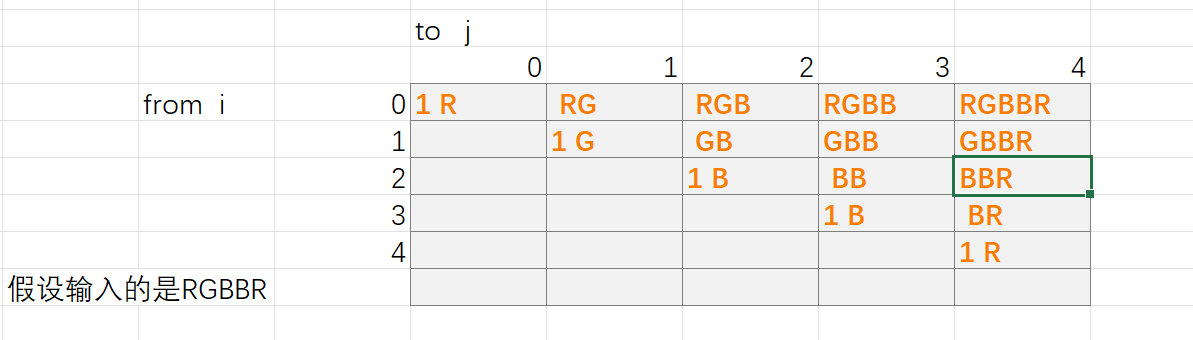 to j
0 1 2 3 4
from i 0 1 R RG RGB RGBB RGBBR
1 1 G GB GBB GBBR
2 1 B BB BBR
3 1 B BR
4 1 R
假设输入的是RGBBR